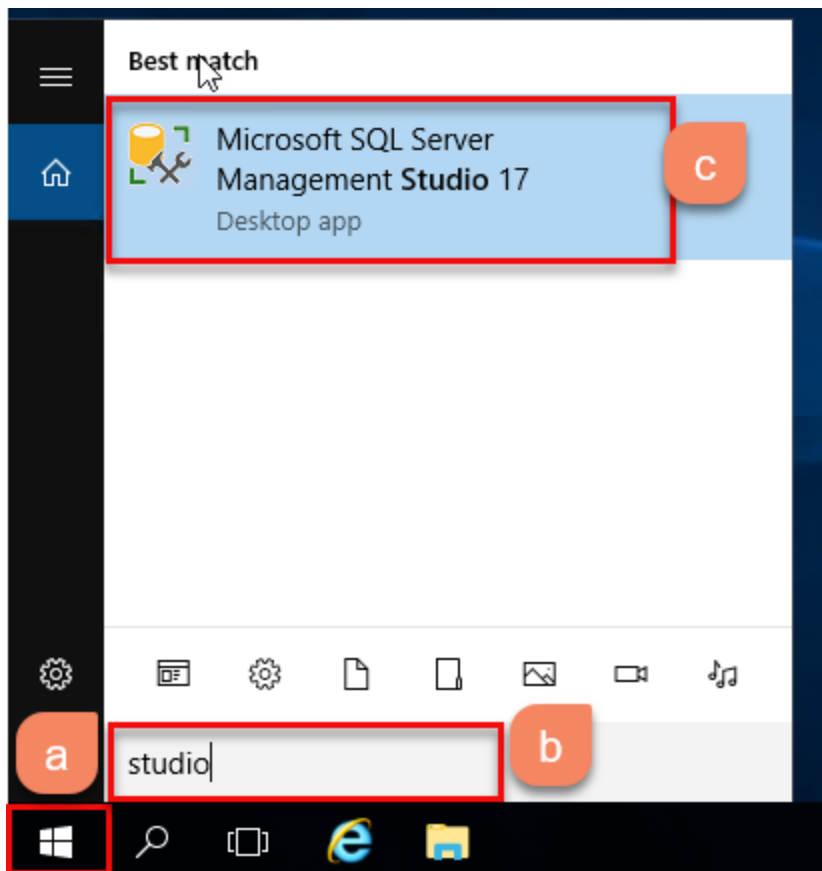 Best match
Microsoft SQL Server
Management Studio 17
Desktop app
c
a
studio
b